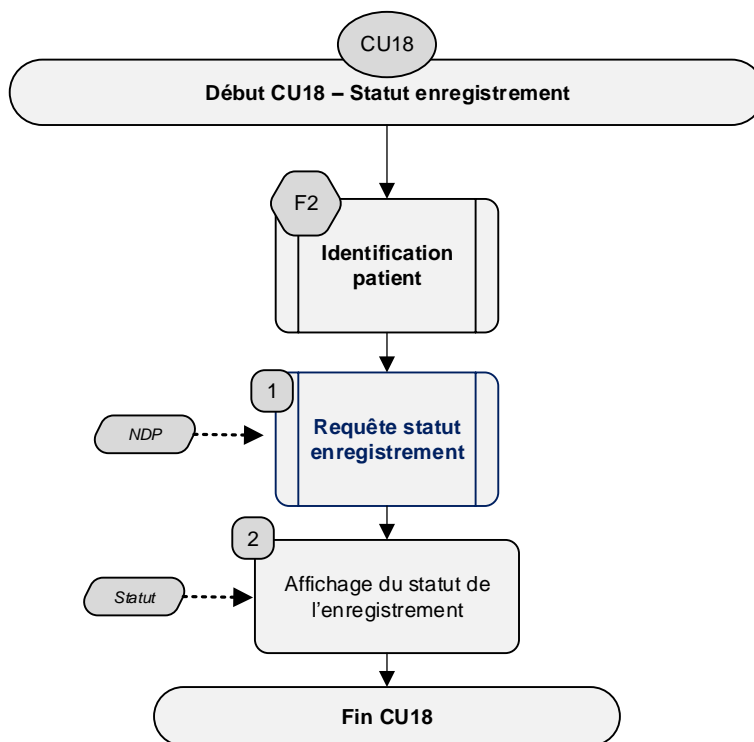 CU18
Début CU18 – Statut enregistrement
F2
Identification
patient
1
Requête statut
enregistrement
NDP
2
Affichage du statut de
l'enregistrement
Statut
Fin CU18